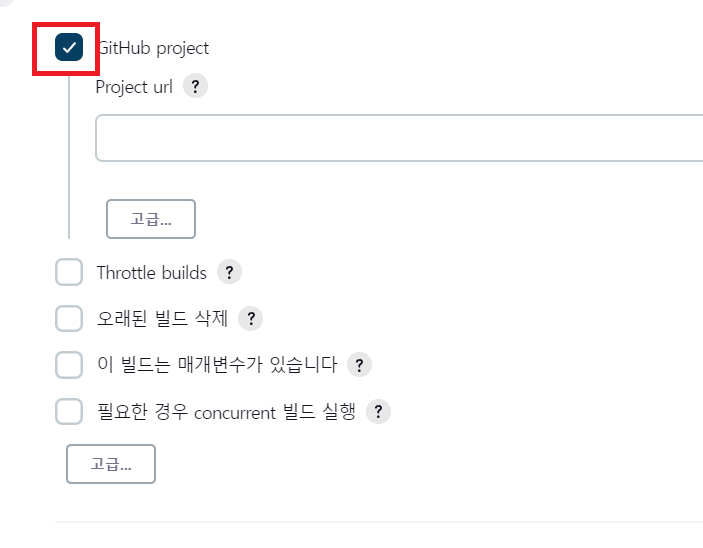 GitHub project
Project url ?
고급...
Throttle builds ?
오래된 빌드 삭제 ?
이 빌드는 매개변수가 있습니다 ?
필요한 경우 concurrent 빌드 실행 ?
고급...